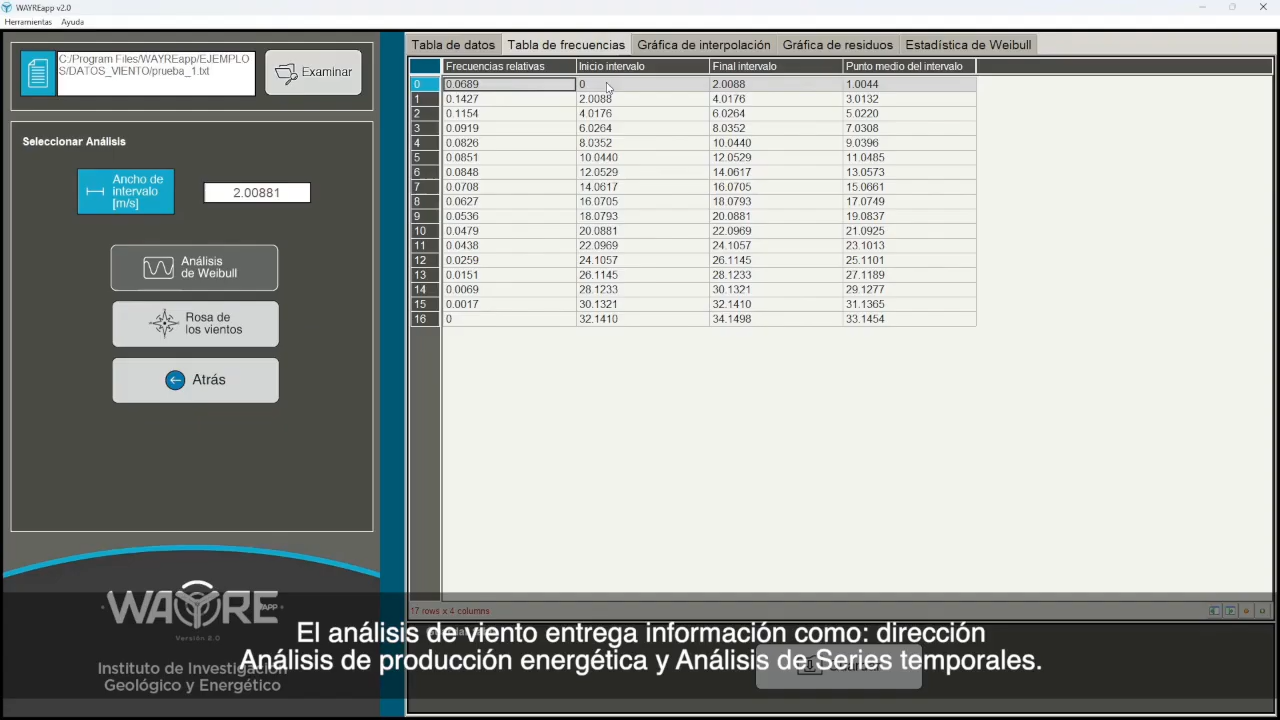 WAYREapp v2.0
Herramientas Ayuda
C:/Program Files/WAYREapp/EJEMPLO
S/DATOS_VIENTO/prueba_1.txt
Examinar
Seleccionar Análisis
Ancho de
intervalo
[m/s]
2.00881
Análisis
de Weibull
Rosa de
los vientos
Atrás
WAYRE APP
Versión 2.0
Instituto de Investigación
Geológico y Energético
Tabla de datos Tabla de frecuencias Gráfica de interpolación Gráfica de residuos Estadística de Weibull
Frecuencias relativas Inicio intervalo Final intervalo Punto medio del intervalo
0 0.0689 0 2.0088 1.0044
1 0.1427 2.0088 4.0176 3.0132
2 0.1154 4.0176 6.0264 5.0220
3 0.0919 6.0264 8.0352 7.0308
4 0.0826 8.0352 10.0440 9.0396
5 0.0851 10.0440 12.0529 11.0485
6 0.0848 12.0529 14.0617 13.0573
7 0.0708 14.0617 16.0705 15.0661
8 0.0627 16.0705 18.0793 17.0749
9 0.0536 18.0793 20.0881 19.0837
10 0.0479 20.0881 22.0969 21.0925
11 0.0438 22.0969 24.1057 23.1013
12 0.0259 24.1057 26.1145 25.1101
13 0.0151 26.1145 28.1233 27.1189
14 0.0069 28.1233 30.1321 29.1277
15 0.0017 30.1321 32.1410 31.1365
16 0 32.1410 34.1498 33.1454
17 rows x 4 columns
El análisis de viento entrega información como: dirección
Análisis de producción energética y Análisis de Series temporales.